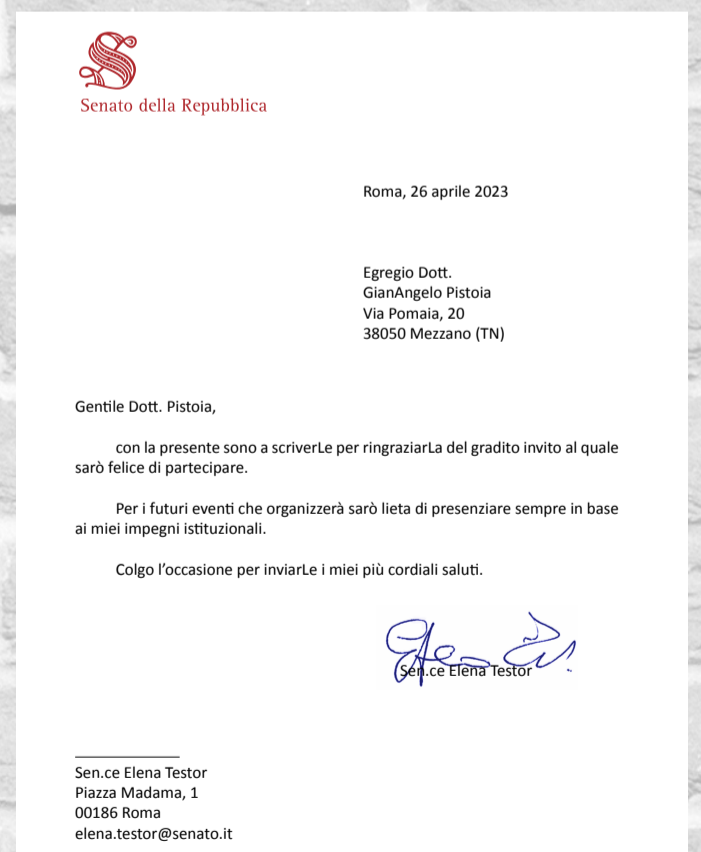 Senato della Repubblica
Roma, 26 aprile 2023
Egregio Dott.
GianAngelo Pistoia
Via Pomaia, 20
38050 Mezzano (TN)
Gentile Dott. Pistoia,
con la presente sono a scriverLe per ringraziarLa del gradito invito al quale
sarò felice di partecipare.
Per i futuri eventi che organizzerà sarò lieta di presenziare sempre in base
ai miei impegni istituzionali.
Colgo l'occasione per inviarLe i miei più cordiali saluti.
Sen.ce Elena Testor
Sen.ce Elena Testor
Piazza Madama, 1
00186 Roma
elena.testor@senato.it